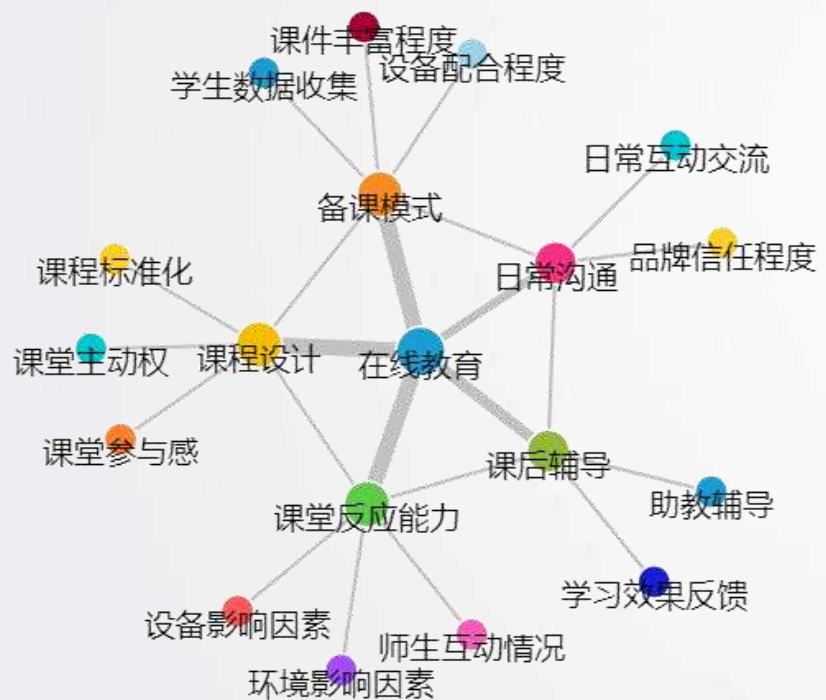 课件丰富程度
设备配合程度
学生数据收集
日常互动交流
备课模式
品牌信任程度
日常沟通
课程标准化
课堂主动权
课程设计
在线教育
课堂参与感
课后辅导
助教辅导
课堂反应能力
学习效果反馈
设备影响因素
师生互动情况
环境影响因素